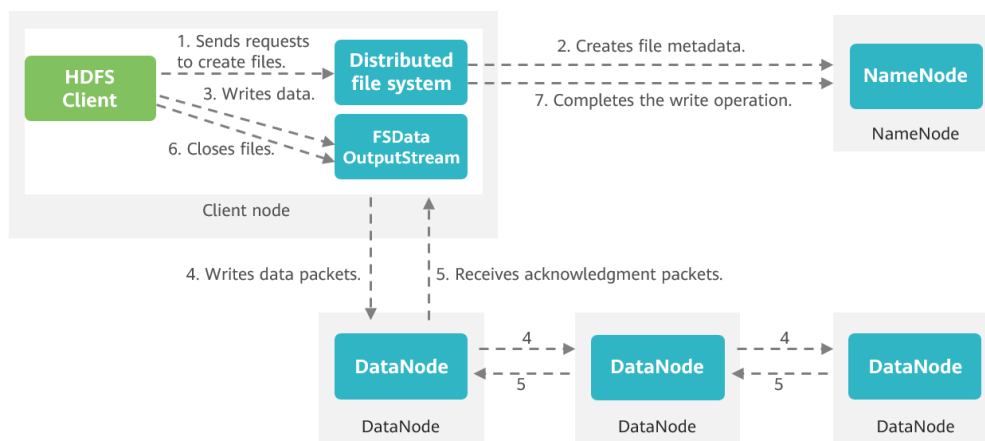 1. Sends requests
to create files.
HDFS
Client
Distributed
file system
2. Creates file metadata.
NameNode
3. Writes data.
7. Completes the write operation.
FSData
OutputStream
NameNode
6. Closes files.
Client node
4. Writes data packets.
5. Receives acknowledgment packets.
DataNode
4
5
DataNode
4
5
DataNode
DataNode
DataNode
DataNode